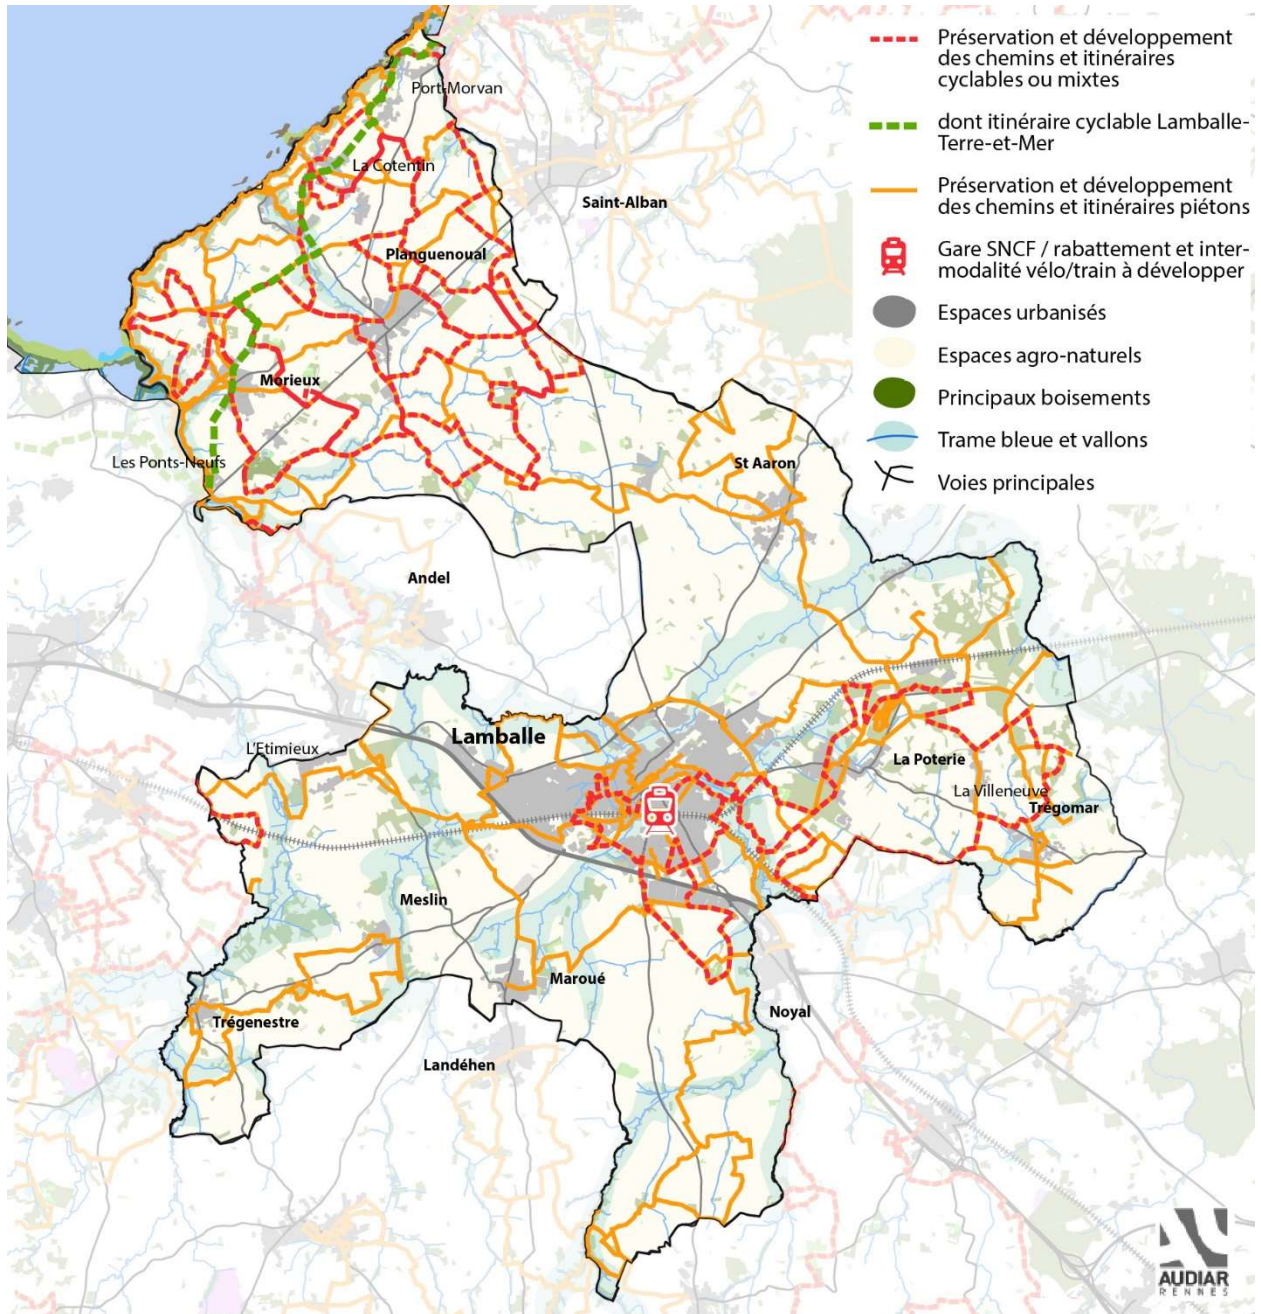 Préservation et développement
des chemins et itinéraires
cyclables ou mixtes
dont itinéraire cyclable Lamballe-
Terre-et-Mer
Préservation et développement
des chemins et itinéraires piétons
Gare SNCF / rabattement et inter-
modalité vélo/train à développer
Espaces urbanisés
Espaces agro-naturels
Principaux boisements
Trame bleue et vallons
Voies principales
Port-Morvan
La Cotentin
Saint-Alban
Planguenoual
Morieux
Les Ponts-Neufs
St Aaron
Andel
Lamballe
L'Etimieux
La Poterie
La Villeneuve
Trégomar
Meslin
Maroué
Noyal
Trégenestre
Landéhen
AUDIAR
RENNES